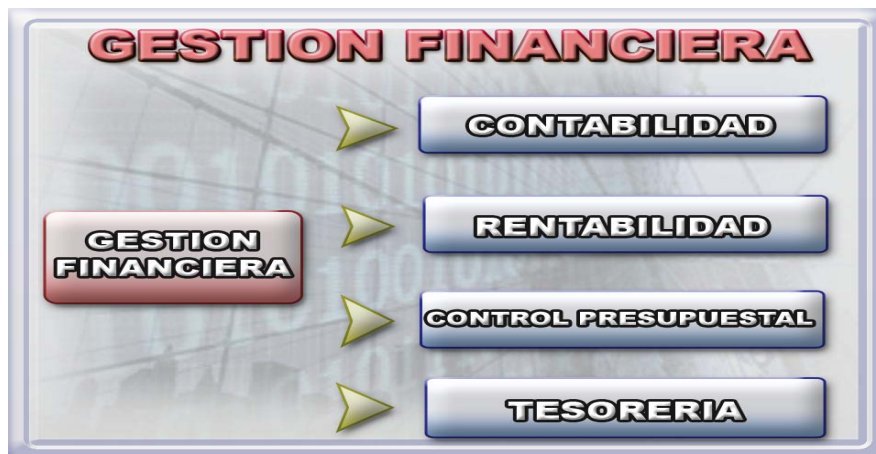 GESTION FINANCIERA
CONTABILIDAD
RENTABILIDAD
GESTION
FINANCIERA
CONTROL PRESUPUESTAL
TESORERIA